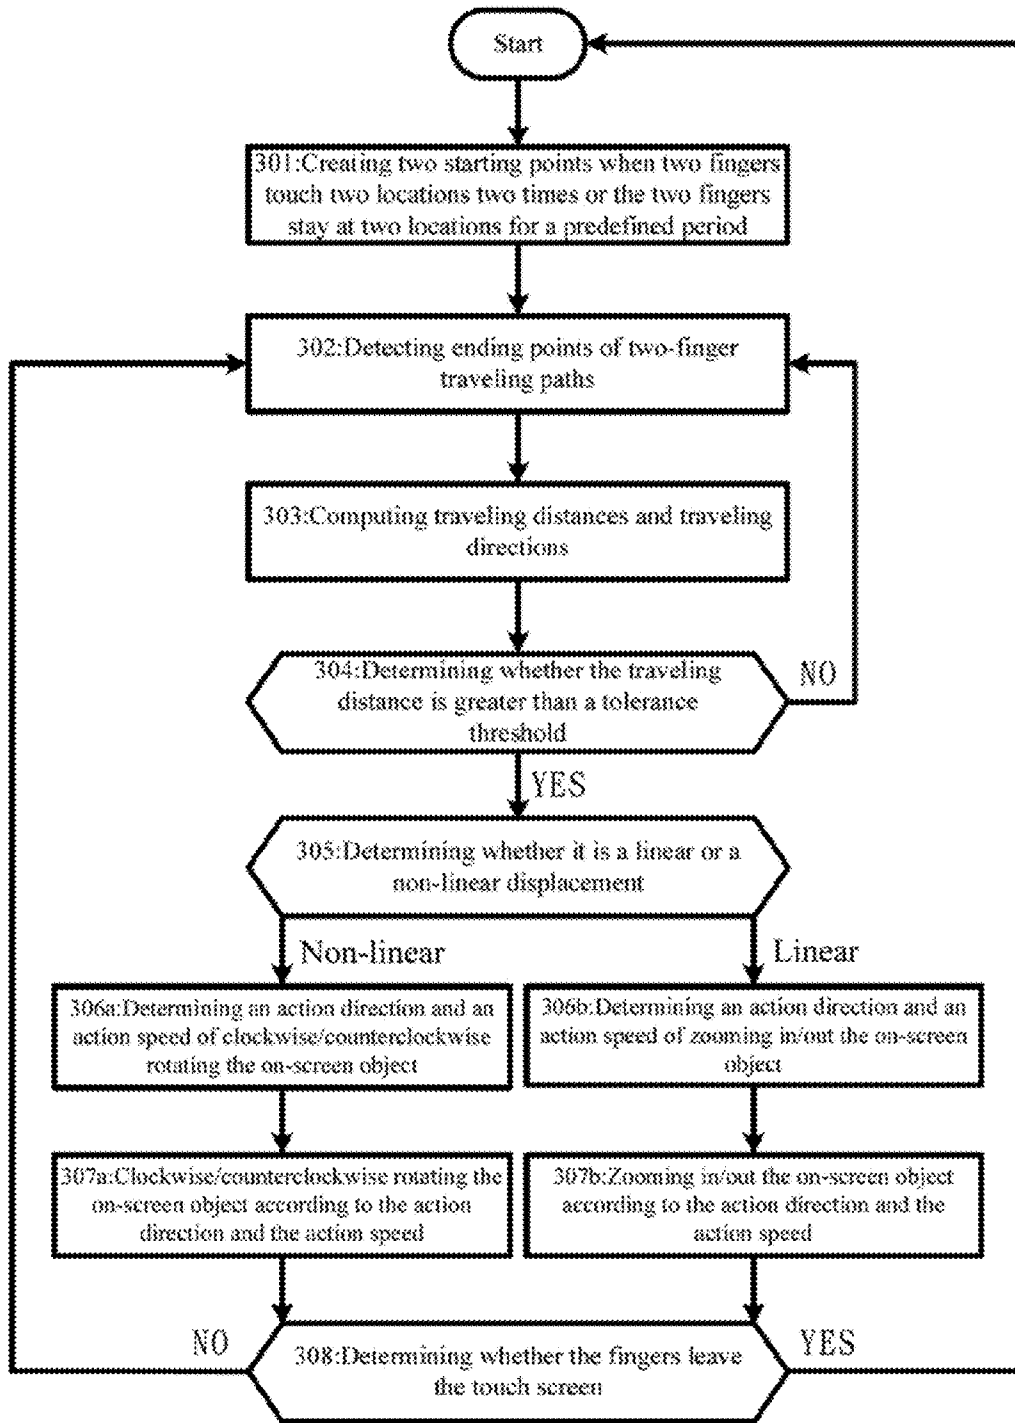 Start
301:Creating two starting points when two fingers
touch two locations two times or the two fingers
stay at two locations for a predefined period
302:Detecting ending points of two-finger
traveling paths
303:Computing traveling distances and traveling
directions
304:Determining whether the traveling
distance is greater than a tolerance
threshold
NO
YES
305:Determining whether it is a linear or a
non-linear displacement
Non-linear
Linear
306a:Determining an action direction and an
action speed of clockwise/counterclockwise
rotating the on-screen object
306b:Determining an action direction and an
action speed of zooming in/out the on-screen
object
307a:Clockwise/counterclockwise rotating the
on-screen object according to the action
direction and the action speed
307b:Zooming in/out the on-screen object
according to the action direction and the
action speed
NO
308:Determining whether the fingers leave
the touch screen
YES